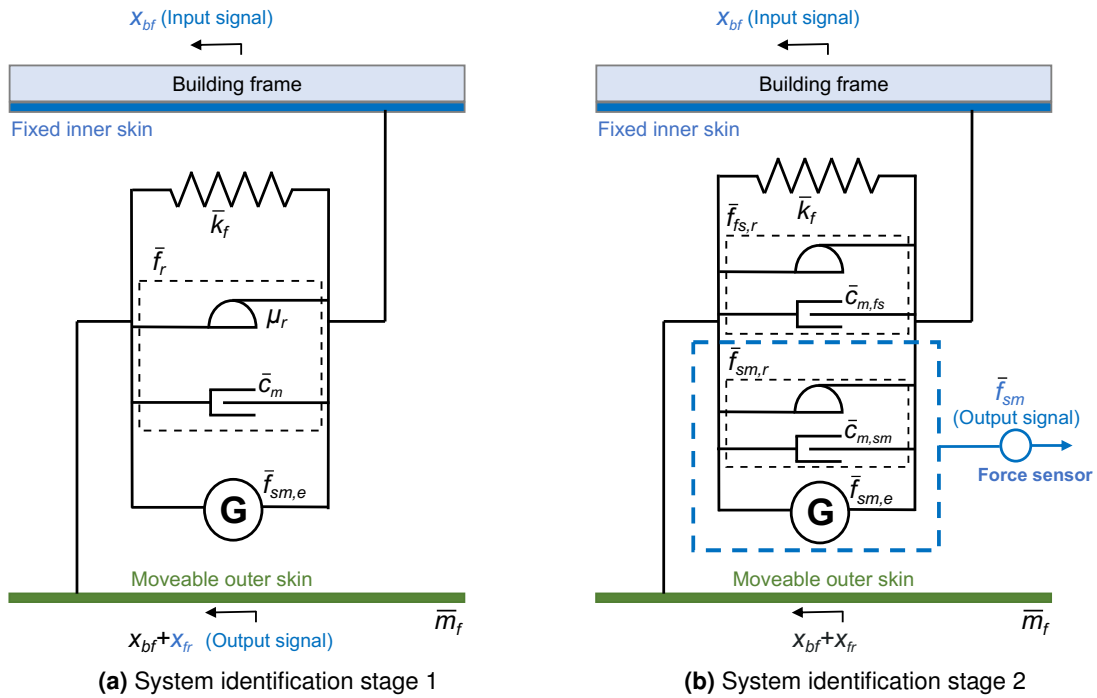 x_bf (Input signal)
Building frame
Fixed inner skin
k̄_f
f̄_r
μ_r
c̄_m
f̄_sm,e
G
Moveable outer skin
m̄_f
x_bf+x_fr (Output signal)
(a) System identification stage 1
x_bf (Input signal)
Building frame
Fixed inner skin
k̄_f
f̄_fs,r
c̄_m,fs
f̄_sm,r
c̄_m,sm
f̄_sm
(Output signal)
Force sensor
f̄_sm,e
G
Moveable outer skin
m̄_f
x_bf+x_fr
(b) System identification stage 2